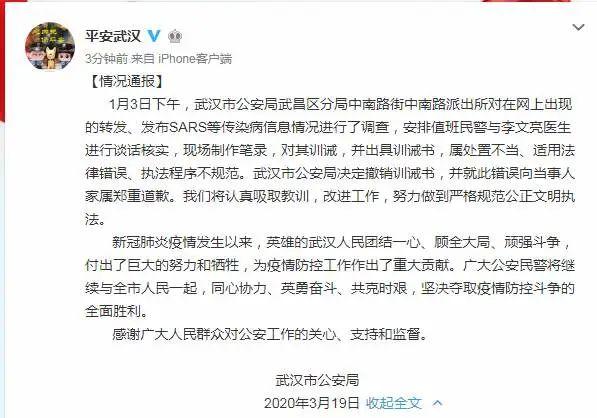 平安武汉
3分钟前 来自 iPhone客户端
【情况通报】
1月3日下午，武汉市公安局武昌区分局中南路街中南路派出所对在网上出现
的转发、发布SARS等传染病信息情况进行了调查，安排值班民警与李文亮医生
进行谈话核实，现场制作笔录，对其训诫，并出具训诫书，属处置不当、适用法
律错误、执法程序不规范。武汉市公安局决定撤销训诫书，并就此错误向当事人
家属郑重道歉。我们将认真吸取教训，改进工作，努力做到严格规范公正文明执
法。
新冠肺炎疫情发生以来，英雄的武汉人民团结一心、顾全大局、顽强斗争，
付出了巨大的努力和牺牲，为疫情防控工作作出了重大贡献。广大公安民警将继
续与全市人民一起，同心协力、英勇奋斗、共克时艰，坚决夺取疫情防控斗争的
全面胜利。
感谢广大人民群众对公安工作的关心、支持和监督。
武汉市公安局
2020年3月19日 收起全文